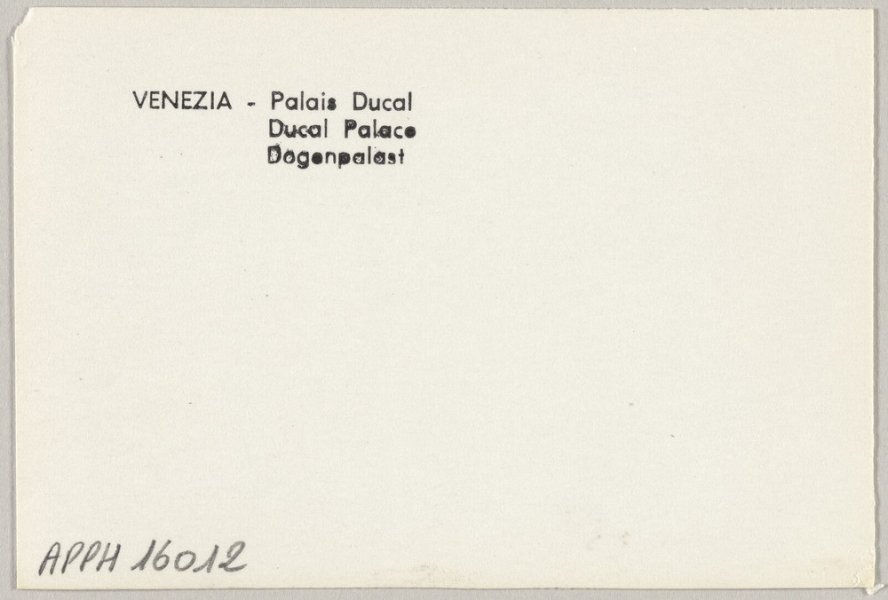 VENEZIA - Palais Ducal
Ducal Palace
Dogenpalast
APPH 16012